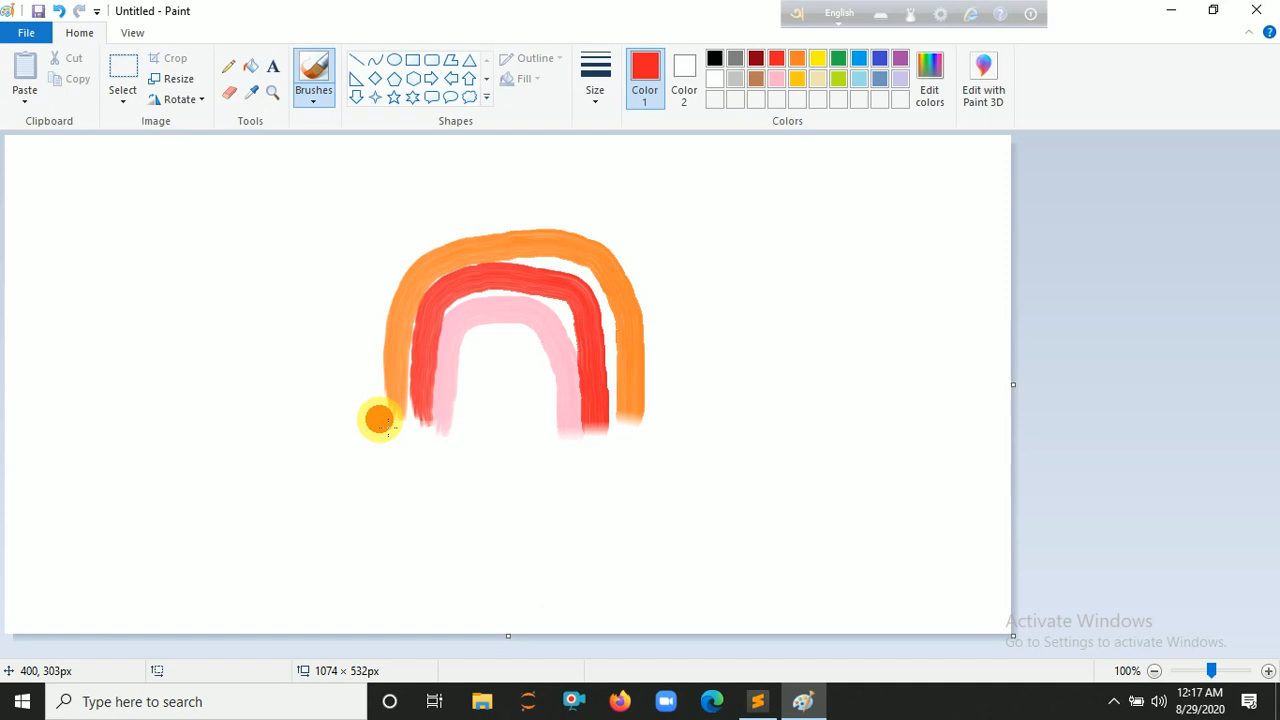 Untitled - Paint
English
File
Home
View
Paste
Cut
Copy
Clipboard
Select
Crop
Resize
Rotate
Image
A
Tools
Brushes
Outline
Fill
Shapes
Size
Color
1
Color
2
Edit
colors
Edit with
Paint 3D
Colors
Activate Windows
Go to Settings to activate Windows.
400, 303px
1074 × 532px
100%
Type here to search
12:17 AM
8/29/2020